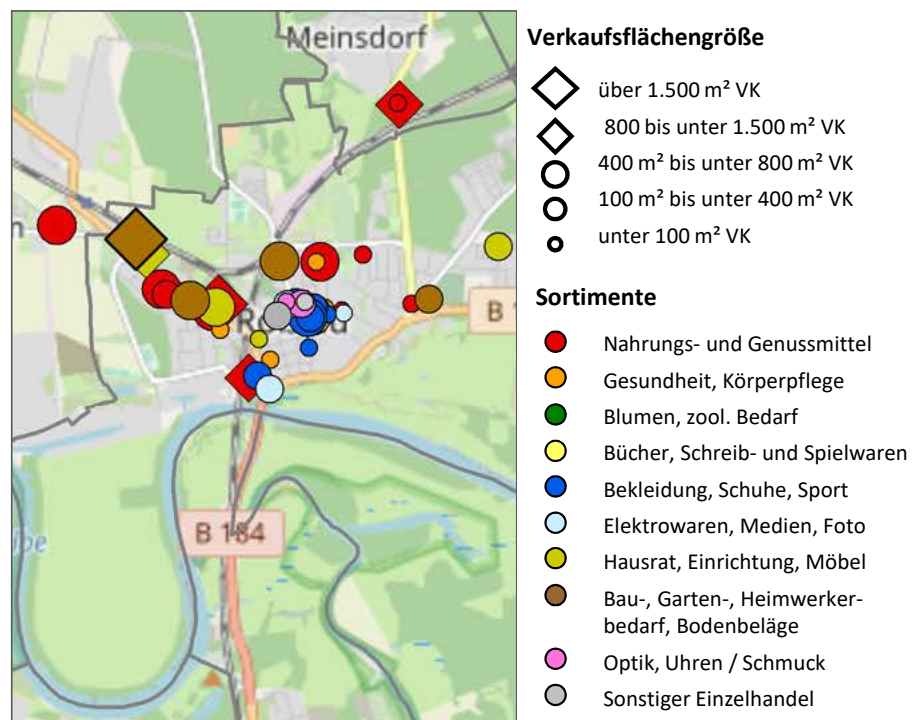 Meinsdorf
B 184
Verkaufsflächengröße
über 1.500 m² VK
800 bis unter 1.500 m² VK
400 m² bis unter 800 m² VK
100 m² bis unter 400 m² VK
unter 100 m² VK
Sortimente
Nahrungs- und Genussmittel
Gesundheit, Körperpflege
Blumen, zool. Bedarf
Bücher, Schreib- und Spielwaren
Bekleidung, Schuhe, Sport
Elektrowaren, Medien, Foto
Hausrat, Einrichtung, Möbel
Bau-, Garten-, Heimwerker-
bedarf, Bodenbeläge
Optik, Uhren / Schmuck
Sonstiger Einzelhandel